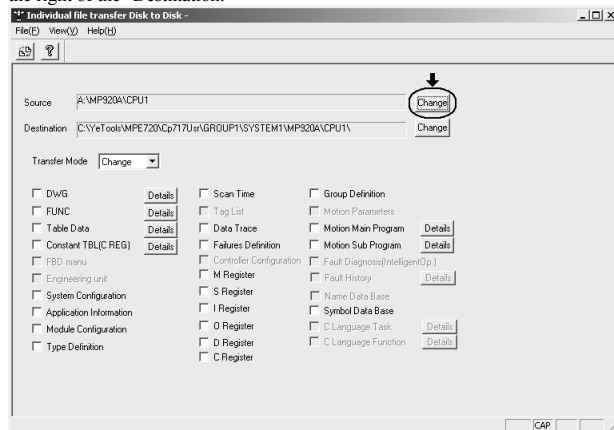 the right of the "Destination."
Individual file transfer Disk to Disk -
File(F) View(V) Help(H)
Source A:\MP920A\CPU1 Change
Destination C:\YeTools\MPE720\Cp717Usr\GROUP1\SYSTEM1\MP920A\CPU1\ Change
Transfer Mode Change
DWG Details
FUNC Details
Table Data Details
Constant TBL(C REG) Details
FBD manu
Engineering unit
System Configuration
Application Information
Module Configuration
Type Definition
Scan Time
Tag List
Data Trace
Failures Definition
Controller Configuration
M Register
S Register
I Register
O Register
D Register
C Register
Group Definition
Motion Parameters
Motion Main Program Details
Motion Sub Program Details
Fault Diagnosis(IntelligentOp.)
Fault History Details
Name Data Base
Symbol Data Base
C Language Task Details
C Language Function Details
CAP